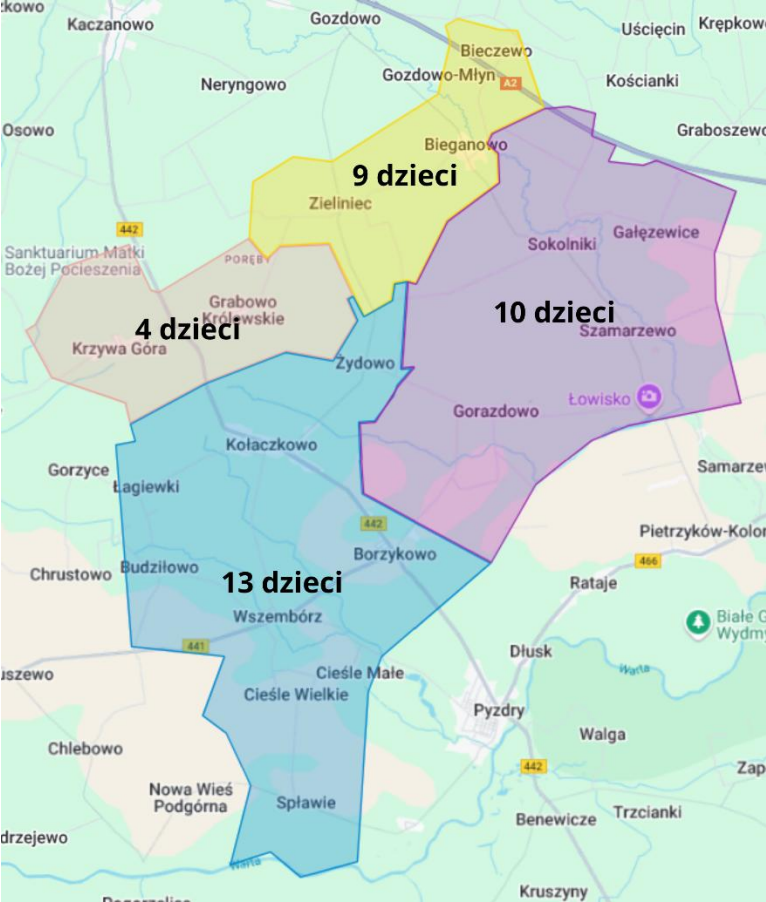 Kaczanowo
Gozdowo
Uścięcin
Bieczewo
Gozdowo-Młyn
A2
Kościanki
Neryngowo
Osowo
Bieganowo
9 dzieci
Zieliniec
442
Sanktuarium Matki
Bożej Pocieszenia
PORĘBY
Sokolniki
Gałęzewice
Grabowo
Królewskie
4 dzieci
10 dzieci
Krzywa Góra
Szamarzewo
Żydowo
Łowisko
Gorazdowo
Kołaczkowo
Gorzyce
Łagiewki
442
Borzykowo
Pietrzyków-Kolon
466
Chrustowo
Budziłowo
13 dzieci
Rataje
Wszembórz
Białe G
Wydmy
441
Dłusk
Cieśle Małe
Warta
Cieśle Wielkie
Pyzdry
Walga
Chlebowo
442
Nowa Wieś
Podgórna
Spławie
Benewicze
Trzcianki
Warta
Kruszyny